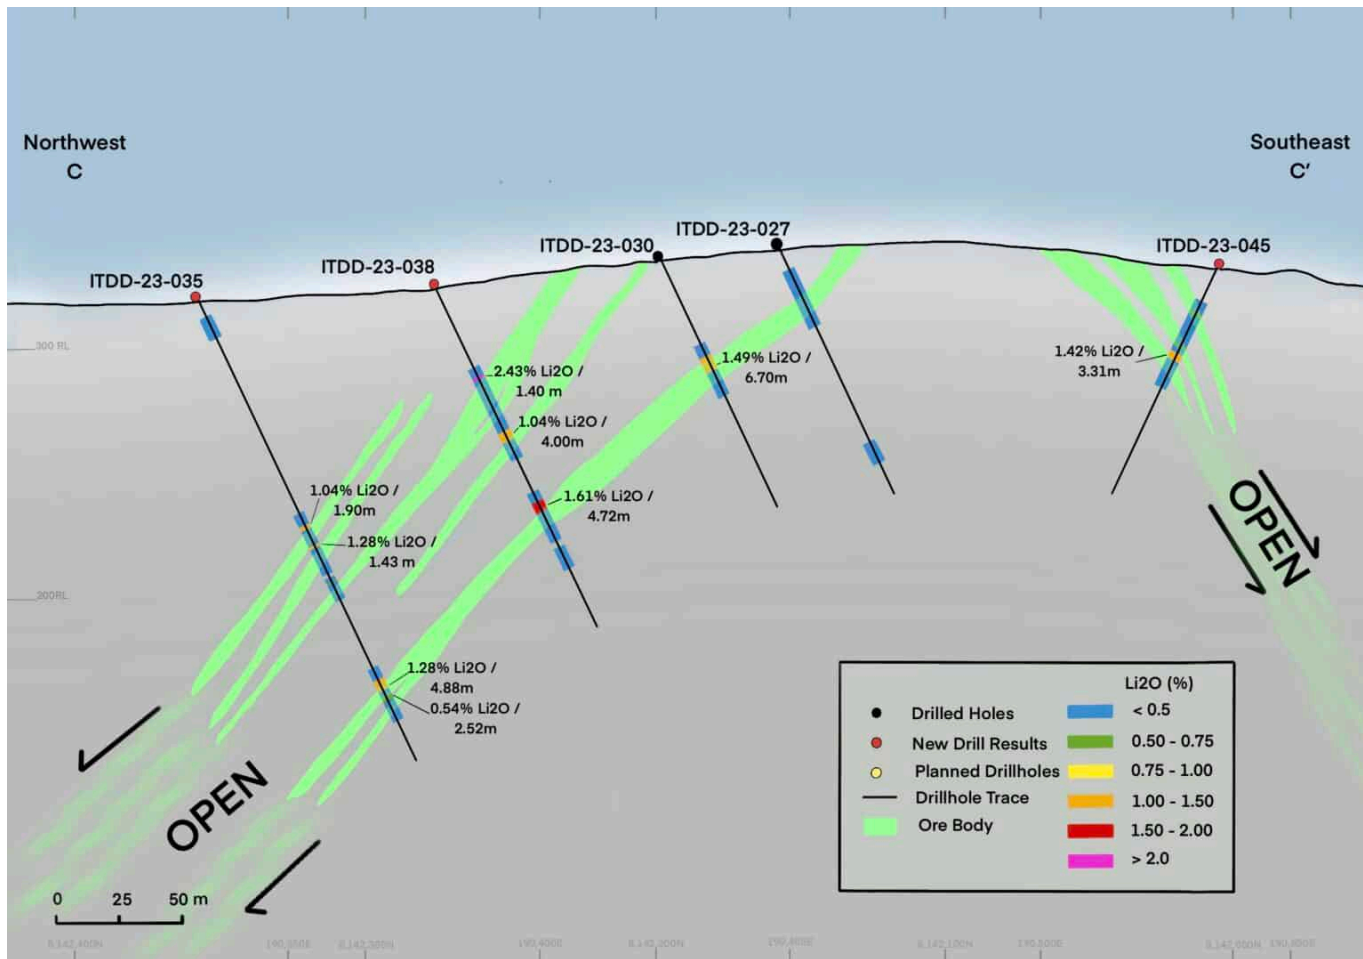 Northwest
C
Southeast
C'
ITDD-23-035
ITDD-23-038
ITDD-23-030
ITDD-23-027
ITDD-23-045
300 RL
200RL
2.43% Li2O /
1.40 m
1.04% Li2O /
4.00m
1.61% Li2O /
4.72m
1.49% Li2O /
6.70m
1.42% Li2O /
3.31m
1.04% Li2O /
1.90m
1.28% Li2O /
1.43 m
1.28% Li2O /
4.88m
0.54% Li2O /
2.52m
OPEN
OPEN
Li2O (%)
Drilled Holes
New Drill Results
Planned Drillholes
Drillhole Trace
Ore Body
< 0.5
0.50 - 0.75
0.75 - 1.00
1.00 - 1.50
1.50 - 2.00
> 2.0
0 25 50 m
8,142,100N